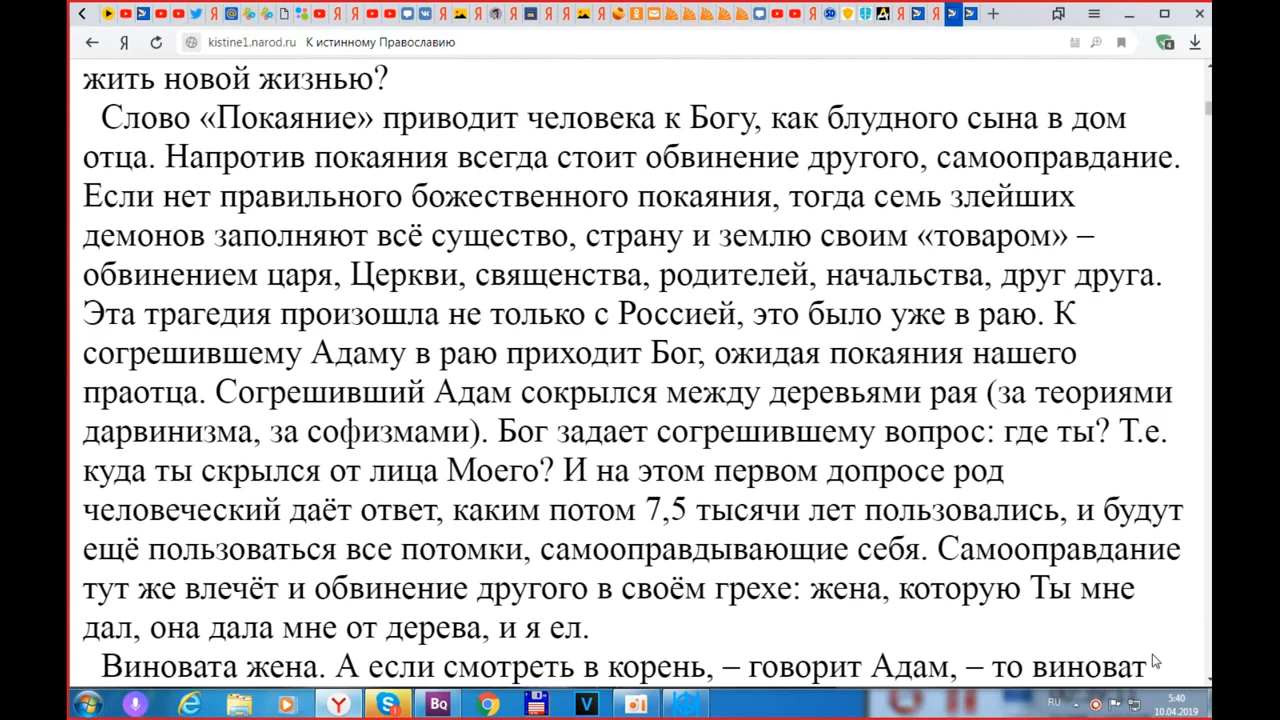 kistine1.narod.ru К истинному Православию
жить новой жизнью?
Слово «Покаяние» приводит человека к Богу, как блудного сына в дом
отца. Напротив покаяния всегда стоит обвинение другого, самооправдание.
Если нет правильного божественного покаяния, тогда семь злейших
демонов заполняют всё существо, страну и землю своим «товаром» –
обвинением царя, Церкви, священства, родителей, начальства, друг друга.
Эта трагедия произошла не только с Россией, это было уже в раю. К
согрешившему Адаму в раю приходит Бог, ожидая покаяния нашего
праотца. Согрешивший Адам сокрылся между деревьями рая (за теориями
дарвинизма, за софизмами). Бог задает согрешившему вопрос: где ты? Т.е.
куда ты скрылся от лица Моего? И на этом первом допросе род
человеческий даёт ответ, каким потом 7,5 тысячи лет пользовались, и будут
ещё пользоваться все потомки, самооправдывающие себя. Самооправдание
тут же влечёт и обвинение другого в своём грехе: жена, которую Ты мне
дал, она дала мне от дерева, и я ел.
Виновата жена. А если смотреть в корень, – говорит Адам, – то виноват
RU
5:40
10.04.2019